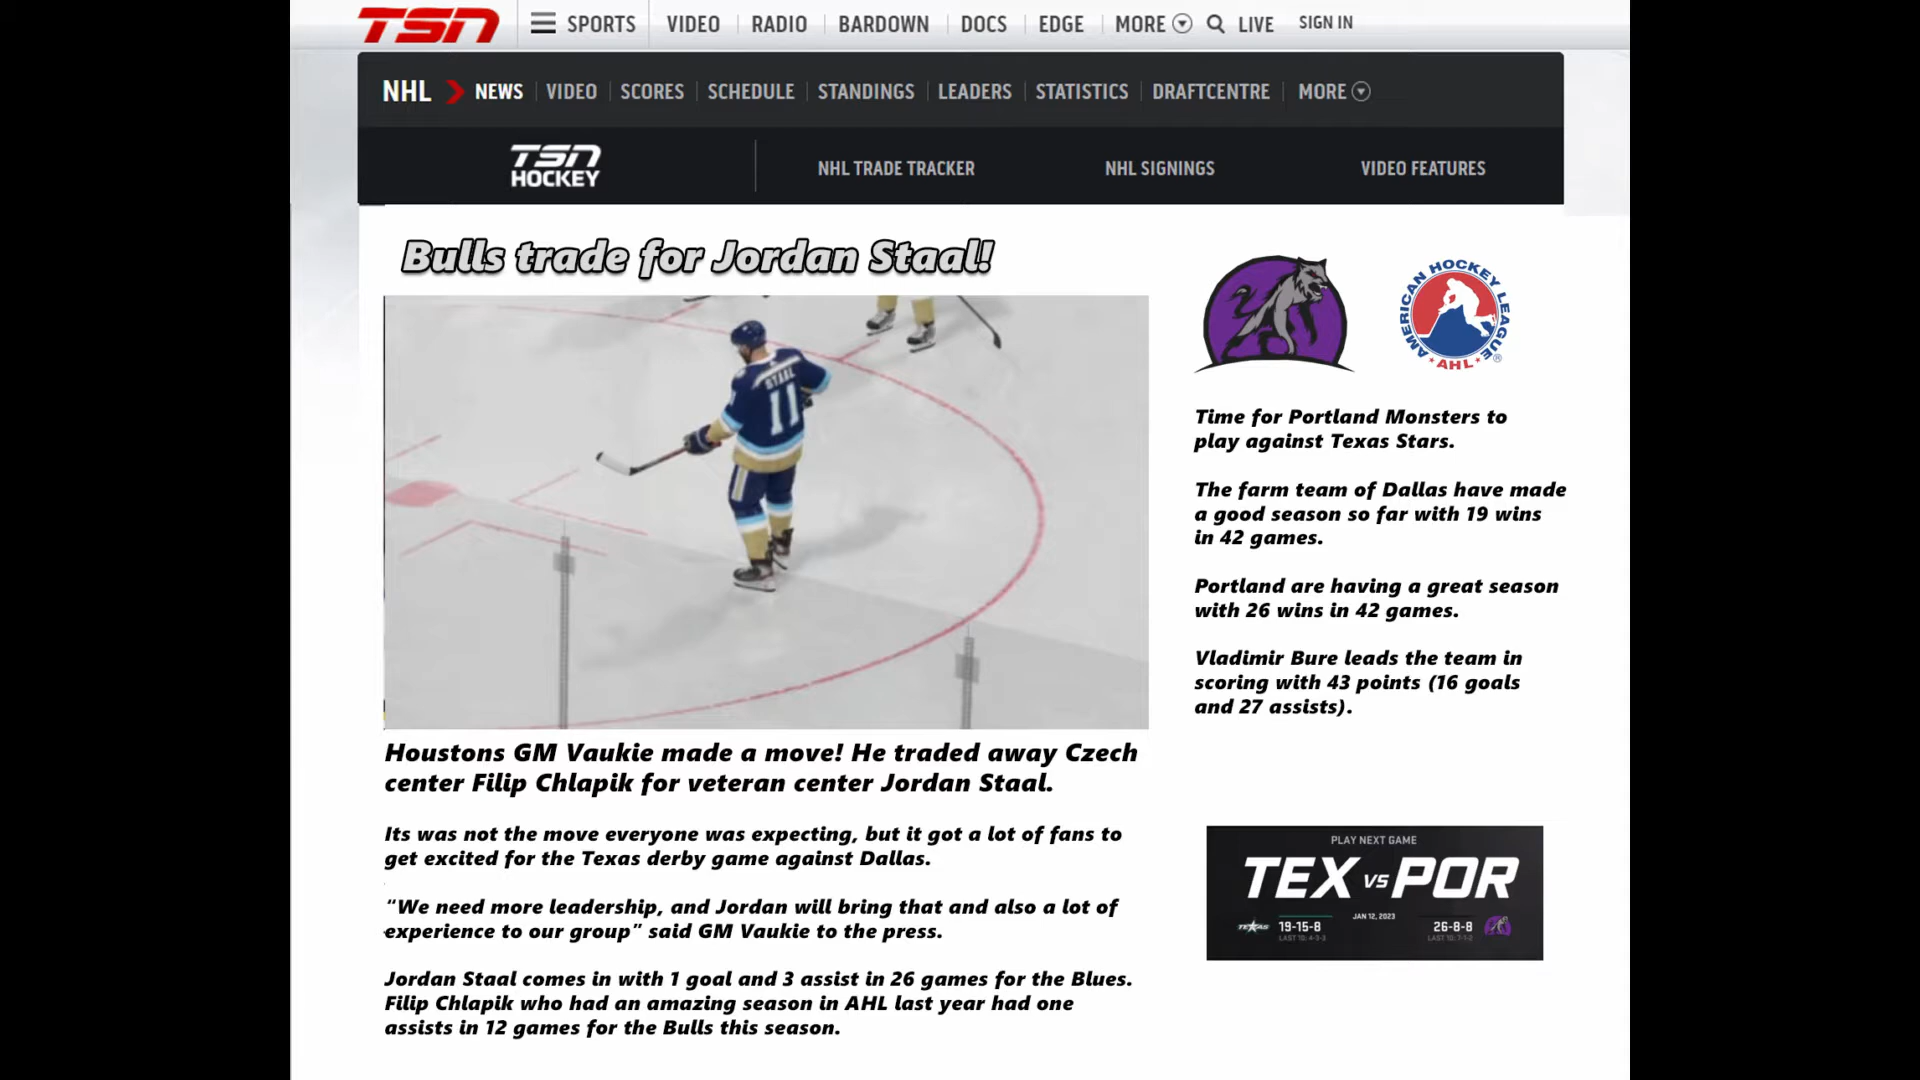 TSN
SPORTS
VIDEO
RADIO
BARDOWN
DOCS
EDGE
MORE
LIVE
SIGN IN
NHL
NEWS
VIDEO
SCORES
SCHEDULE
STANDINGS
LEADERS
STATISTICS
DRAFTCENTRE
MORE
TSN
HOCKEY
NHL TRADE TRACKER
NHL SIGNINGS
VIDEO FEATURES
Bulls trade for Jordan Staal!
STAAL
11
Houstons GM Vaukie made a move! He traded away Czech
center Filip Chlapik for veteran center Jordan Staal.
Its was not the move everyone was expecting, but it got a lot of fans to
get excited for the Texas derby game against Dallas.
“We need more leadership, and Jordan will bring that and also a lot of
experience to our group” said GM Vaukie to the press.
Jordan Staal comes in with 1 goal and 3 assist in 26 games for the Blues.
Filip Chlapik who had an amazing season in AHL last year had one
assists in 12 games for the Bulls this season.
AMERICAN HOCKEY LEAGUE
AHL
®
Time for Portland Monsters to
play against Texas Stars.
The farm team of Dallas have made
a good season so far with 19 wins
in 42 games.
Portland are having a great season
with 26 wins in 42 games.
Vladimir Bure leads the team in
scoring with 43 points (16 goals
and 27 assists).
PLAY NEXT GAME
TEX vs POR
JAN 12, 2023
TEXAS
19-15-8
LAST 10: 4-3-3
26-8-8
LAST 10: 7-1-2